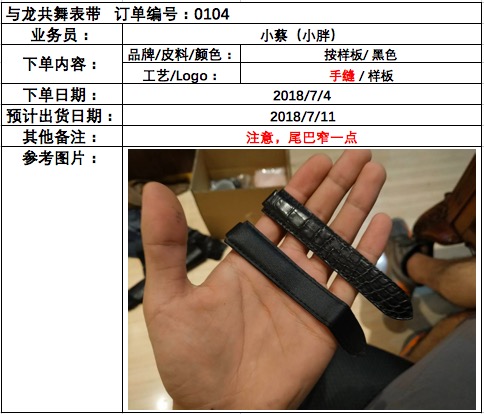 与龙共舞表带 订单编号：0104
业务员： 小蔡（小胖）
下单内容： 品牌/皮料/颜色： 按样板/ 黑色
工艺/Logo： 手缝 / 样板
下单日期： 2018/7/4
预计出货日期： 2018/7/11
其他备注： 注意，尾巴窄一点
参考图片：